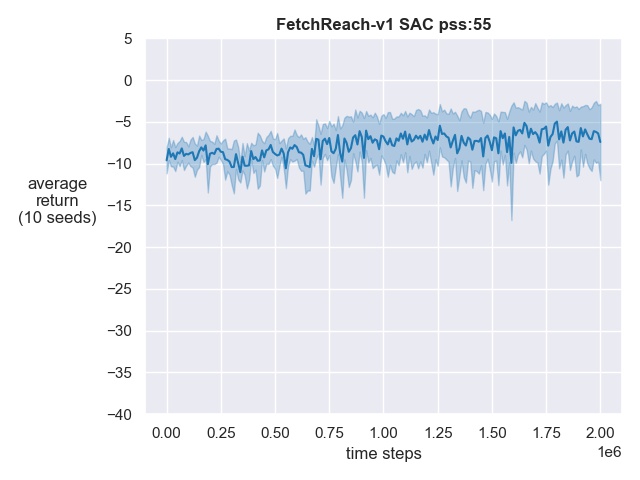 FetchReach-v1 SAC pss:55
5
0
−5
−10
−15
−20
−25
−30
−35
−40
average
return
(10 seeds)
0.00 0.25 0.50 0.75 1.00 1.25 1.50 1.75 2.00
time steps
1e6